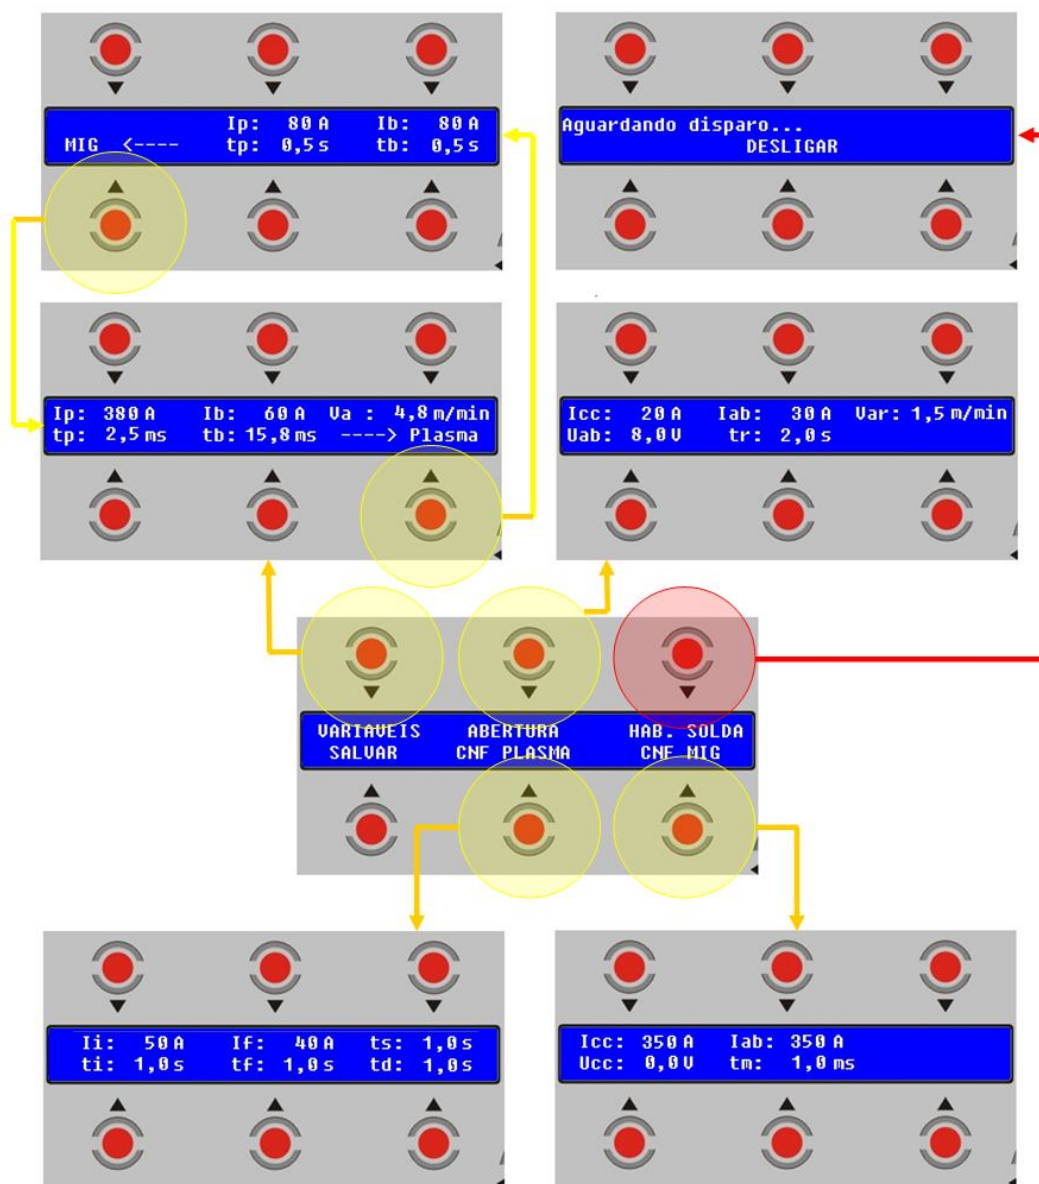 Ip: 80 A Ib: 80 A
MIG <---- tp: 0,5 s tb: 0,5 s
Aguardando disparo...
DESLIGAR
Ip: 380 A Ib: 60 A Va : 4,8 m/min
tp: 2,5 ms tb: 15,8 ms ----> Plasma
Icc: 20 A Iab: 30 A Var: 1,5 m/min
Uab: 8,0 V tr: 2,0 s
VARIAVEIS ABERTURA HAB. SOLDA
SALVAR CNF PLASMA CNF MIG
Ii: 50 A If: 40 A ts: 1,0 s
ti: 1,0 s tf: 1,0 s td: 1,0 s
Icc: 350 A Iab: 350 A
Ucc: 0,0 V tm: 1,0 ms